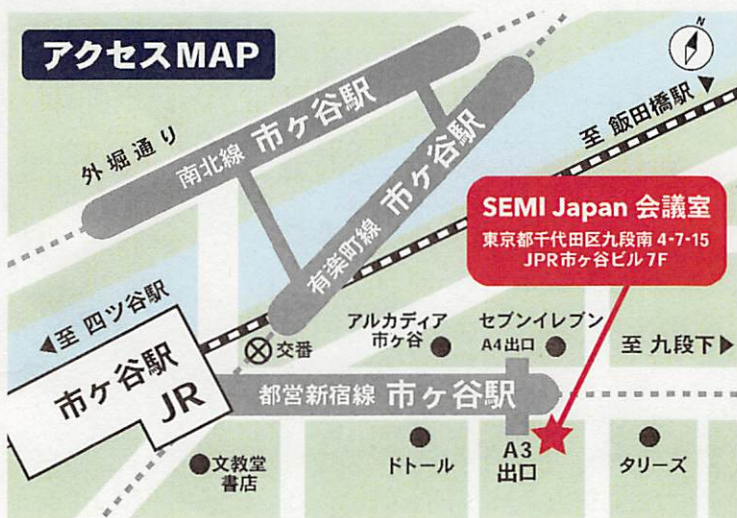 アクセスMAP
N
外堀通り
南北線 市ヶ谷駅
有楽町線 市ヶ谷駅
至 飯田橋駅▶
SEMI Japan 会議室
東京都千代田区九段南 4-7-15
JPR市ヶ谷ビル 7F
◀至 四ツ谷駅
市ヶ谷駅
JR
交番
アルカディア
市ヶ谷
セブンイレブン
A4出口
至 九段下▶
都営新宿線 市ヶ谷駅
文教堂
書店
ドトール
A3
出口
タリーズ